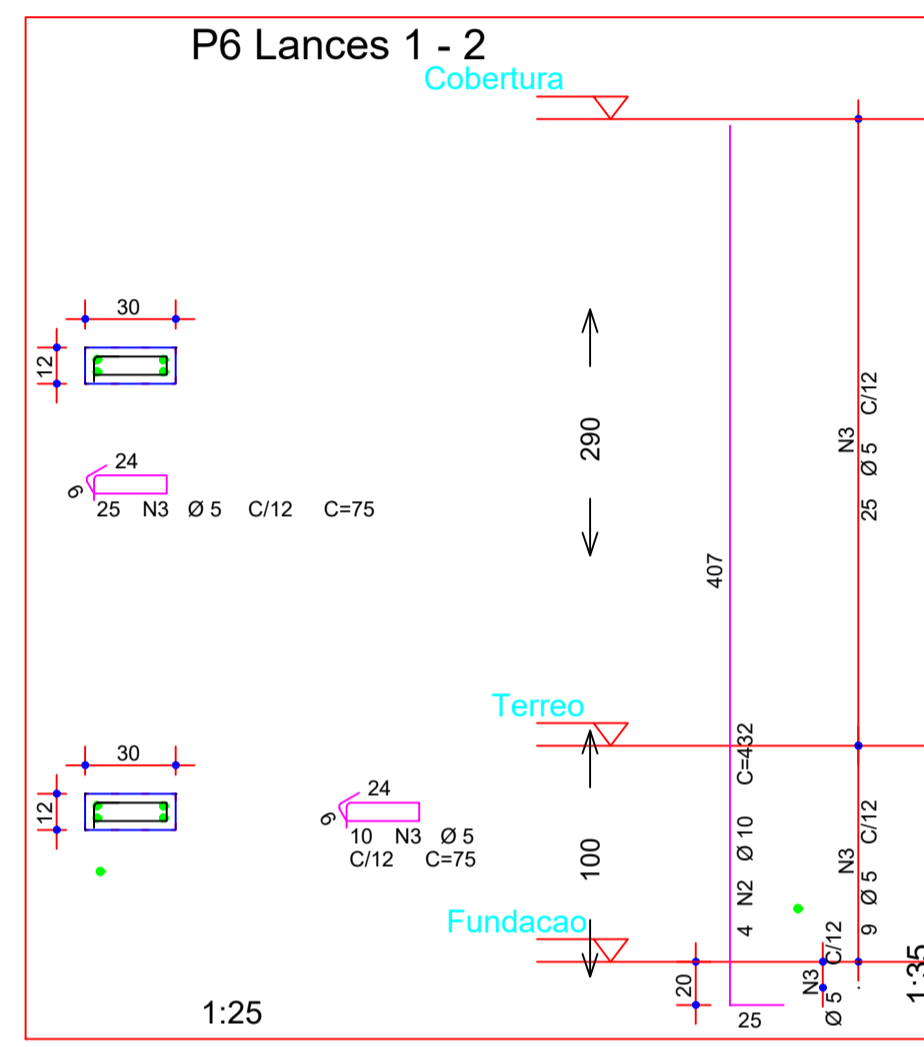 P6 Lances 1 - 2
Cobertura
30
12
24
6
25 N3 Ø 5 C/12 C=75
290
407
N3
25 Ø 5 C/12
Terreo
30
12
24
6
10 N3 Ø 5
C/12 C=75
100
4 N2 Ø 10 C=432
N3
9 Ø 5 C/12
Fundacao
20
25
N3
Ø 5 C/12
1:25
1:35